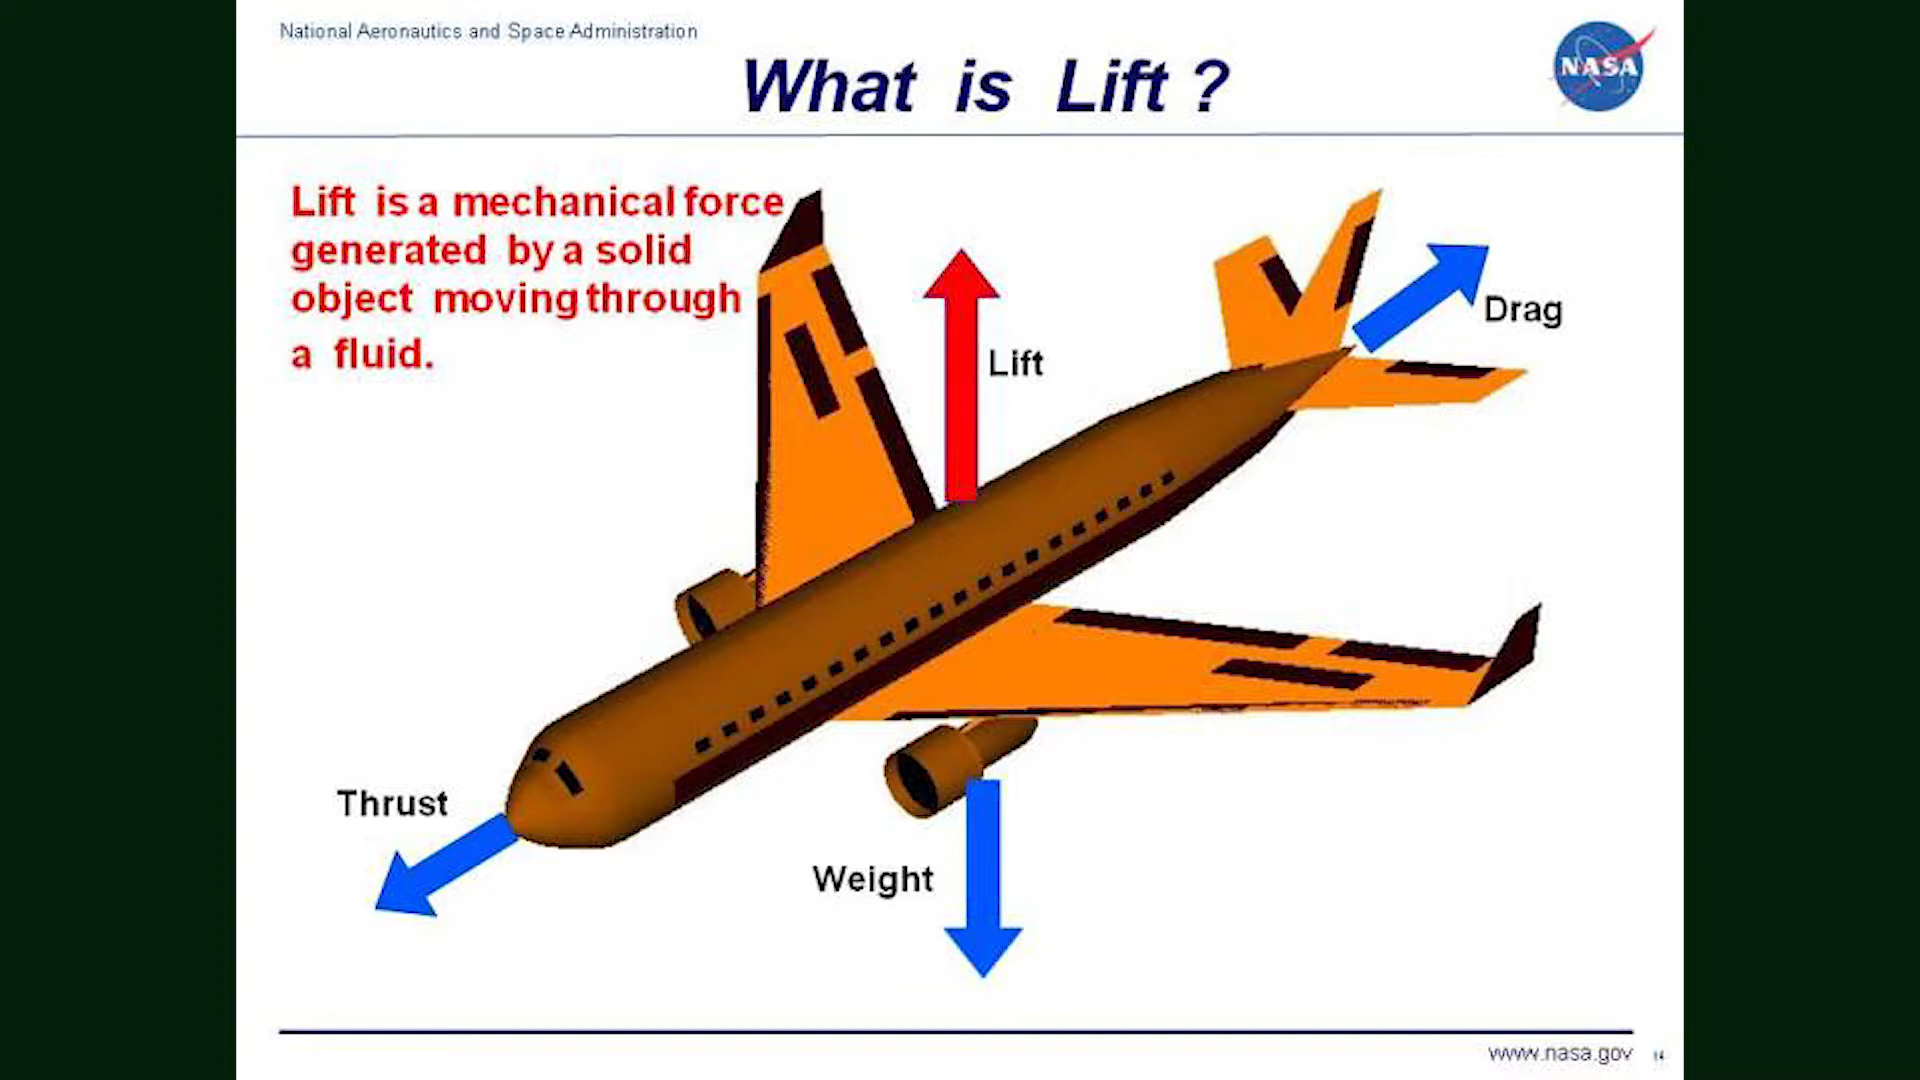 National Aeronautics and Space Administration
What is Lift ?
NASA
Lift is a mechanical force
generated by a solid
object moving through
a fluid.
Lift
Drag
Thrust
Weight
www.nasa.gov 14